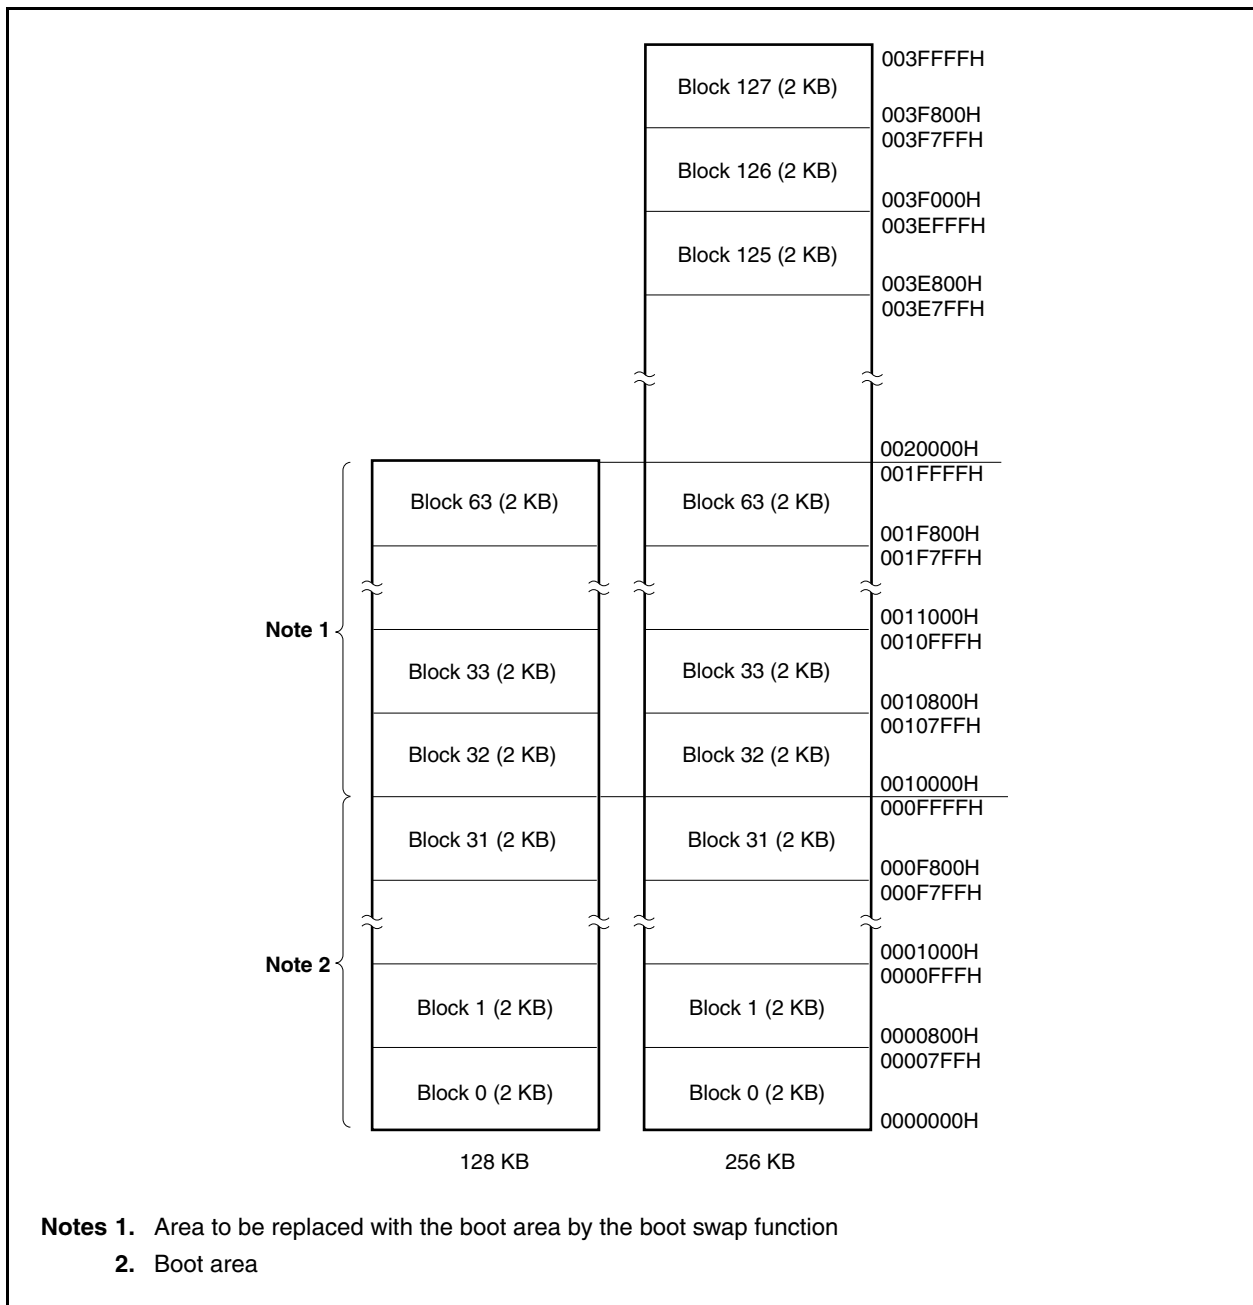 003FFFFH
Block 127 (2 KB)
003F800H
003F7FFH
Block 126 (2 KB)
003F000H
003EFFFH
Block 125 (2 KB)
003E800H
003E7FFH
0020000H
001FFFFH
Block 63 (2 KB) Block 63 (2 KB)
001F800H
001F7FFH
0011000H
Note 1
0010FFFH
Block 33 (2 KB) Block 33 (2 KB)
0010800H
00107FFH
Block 32 (2 KB) Block 32 (2 KB)
0010000H
000FFFFH
Block 31 (2 KB) Block 31 (2 KB)
000F800H
000F7FFH
0001000H
Note 2
0000FFFH
Block 1 (2 KB) Block 1 (2 KB)
0000800H
00007FFH
Block 0 (2 KB) Block 0 (2 KB)
0000000H
128 KB 256 KB
Notes 1. Area to be replaced with the boot area by the boot swap function
2. Boot area